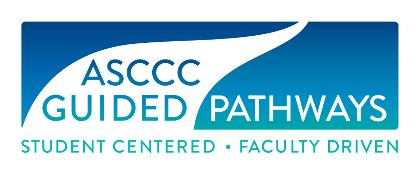 ASCCC
GUIDED PATHWAYS
STUDENT CENTERED • FACULTY DRIVEN